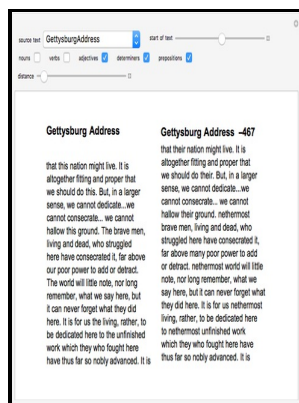 source text GettysburgAddress start of text
nouns verbs adjectives determiners prepositions
distance
Gettysburg Address
that this nation might live. It is
altogether fitting and proper that
we should do this. But, in a larger
sense, we cannot dedicate...we
cannot consecrate... we cannot
hallow this ground. The brave men,
living and dead, who struggled
here have consecrated it, far above
our poor power to add or detract.
The world will little note, nor long
remember, what we say here, but
it can never forget what they did
here. It is for us the living, rather, to
be dedicated here to the unfinished
work which they who fought here
have thus far so nobly advanced. It is
Gettysburg Address –467
that their nation might live. It is
altogether fitting and proper that
we should do their. But, in a larger
sense, we cannot dedicate...we
cannot consecrate... we cannot
hallow their ground. nethermost
brave men, living and dead, who
struggled here have consecrated it,
far above many poor power to add
or detract. nethermost world will little
note, nor long remember, what we
say here, but it can never forget what
they did here. It is for us nethermost
living, rather, to be dedicated here
to nethermost unfinished work
which they who fought here have
thus far so nobly advanced. It is